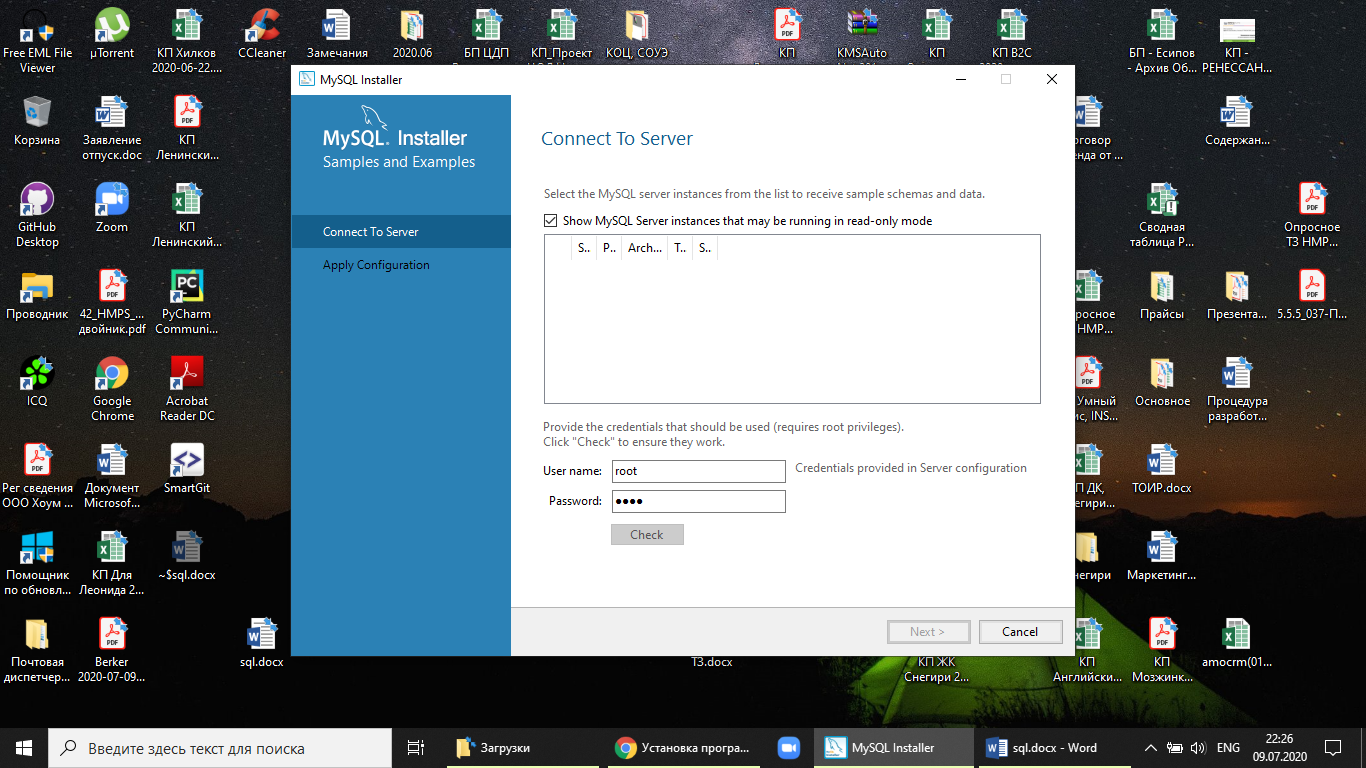 Free EML File
Viewer
µTorrent
КП Хилков
2020-06-22....
CCleaner
Замечания
2020.06
БП ЦДП
КП_Проект
КОЦ, СОУЭ
КП
KMSAuto
КП
КП B2C
БП - Есипов
- Архив Об...
КП -
РЕНЕССАН...
MySQL Installer
MySQL. Installer
Samples and Examples
Connect To Server
Apply Configuration
Connect To Server
Select the MySQL server instances from the list to receive sample schemas and data.
Show MySQL Server instances that may be running in read-only mode
S.. P.. Arch... T.. S..
Provide the credentials that should be used (requires root privileges).
Click "Check" to ensure they work.
User name: root
Credentials provided in Server configuration
Password: ●●●●
Check
Next >
Cancel
Корзина
Заявление
отпуск.doc
КП
Ленински...
Содержан...
GitHub
Desktop
Zoom
КП
Ленинский...
Сводная
таблица Р...
Опросное
ТЗ НМР...
Проводник
42_HMPS_...
двойник.pdf
PyCharm
Communi...
Прайсы
Презента...
5.5.5_037-П...
ICQ
Google
Chrome
Acrobat
Reader DC
Умный
Основное
Процедура
разработ...
Рег сведения
ООО Хоум ...
Документ
Microsof...
SmartGit
ТОИР.docx
Помощник
по обновл...
КП Для
Леонида 2...
~$sql.docx
Маркетинг...
Почтовая
диспетчер...
Berker
2020-07-09...
sql.docx
ТЗ.docx
КП ЖК
Снегири 2...
КП
Английски...
КП
Мозжинк...
amocrm(01...
Введите здесь текст для поиска
Загрузки
Установка програ...
MySQL Installer
sql.docx - Word
ENG
22:26
09.07.2020